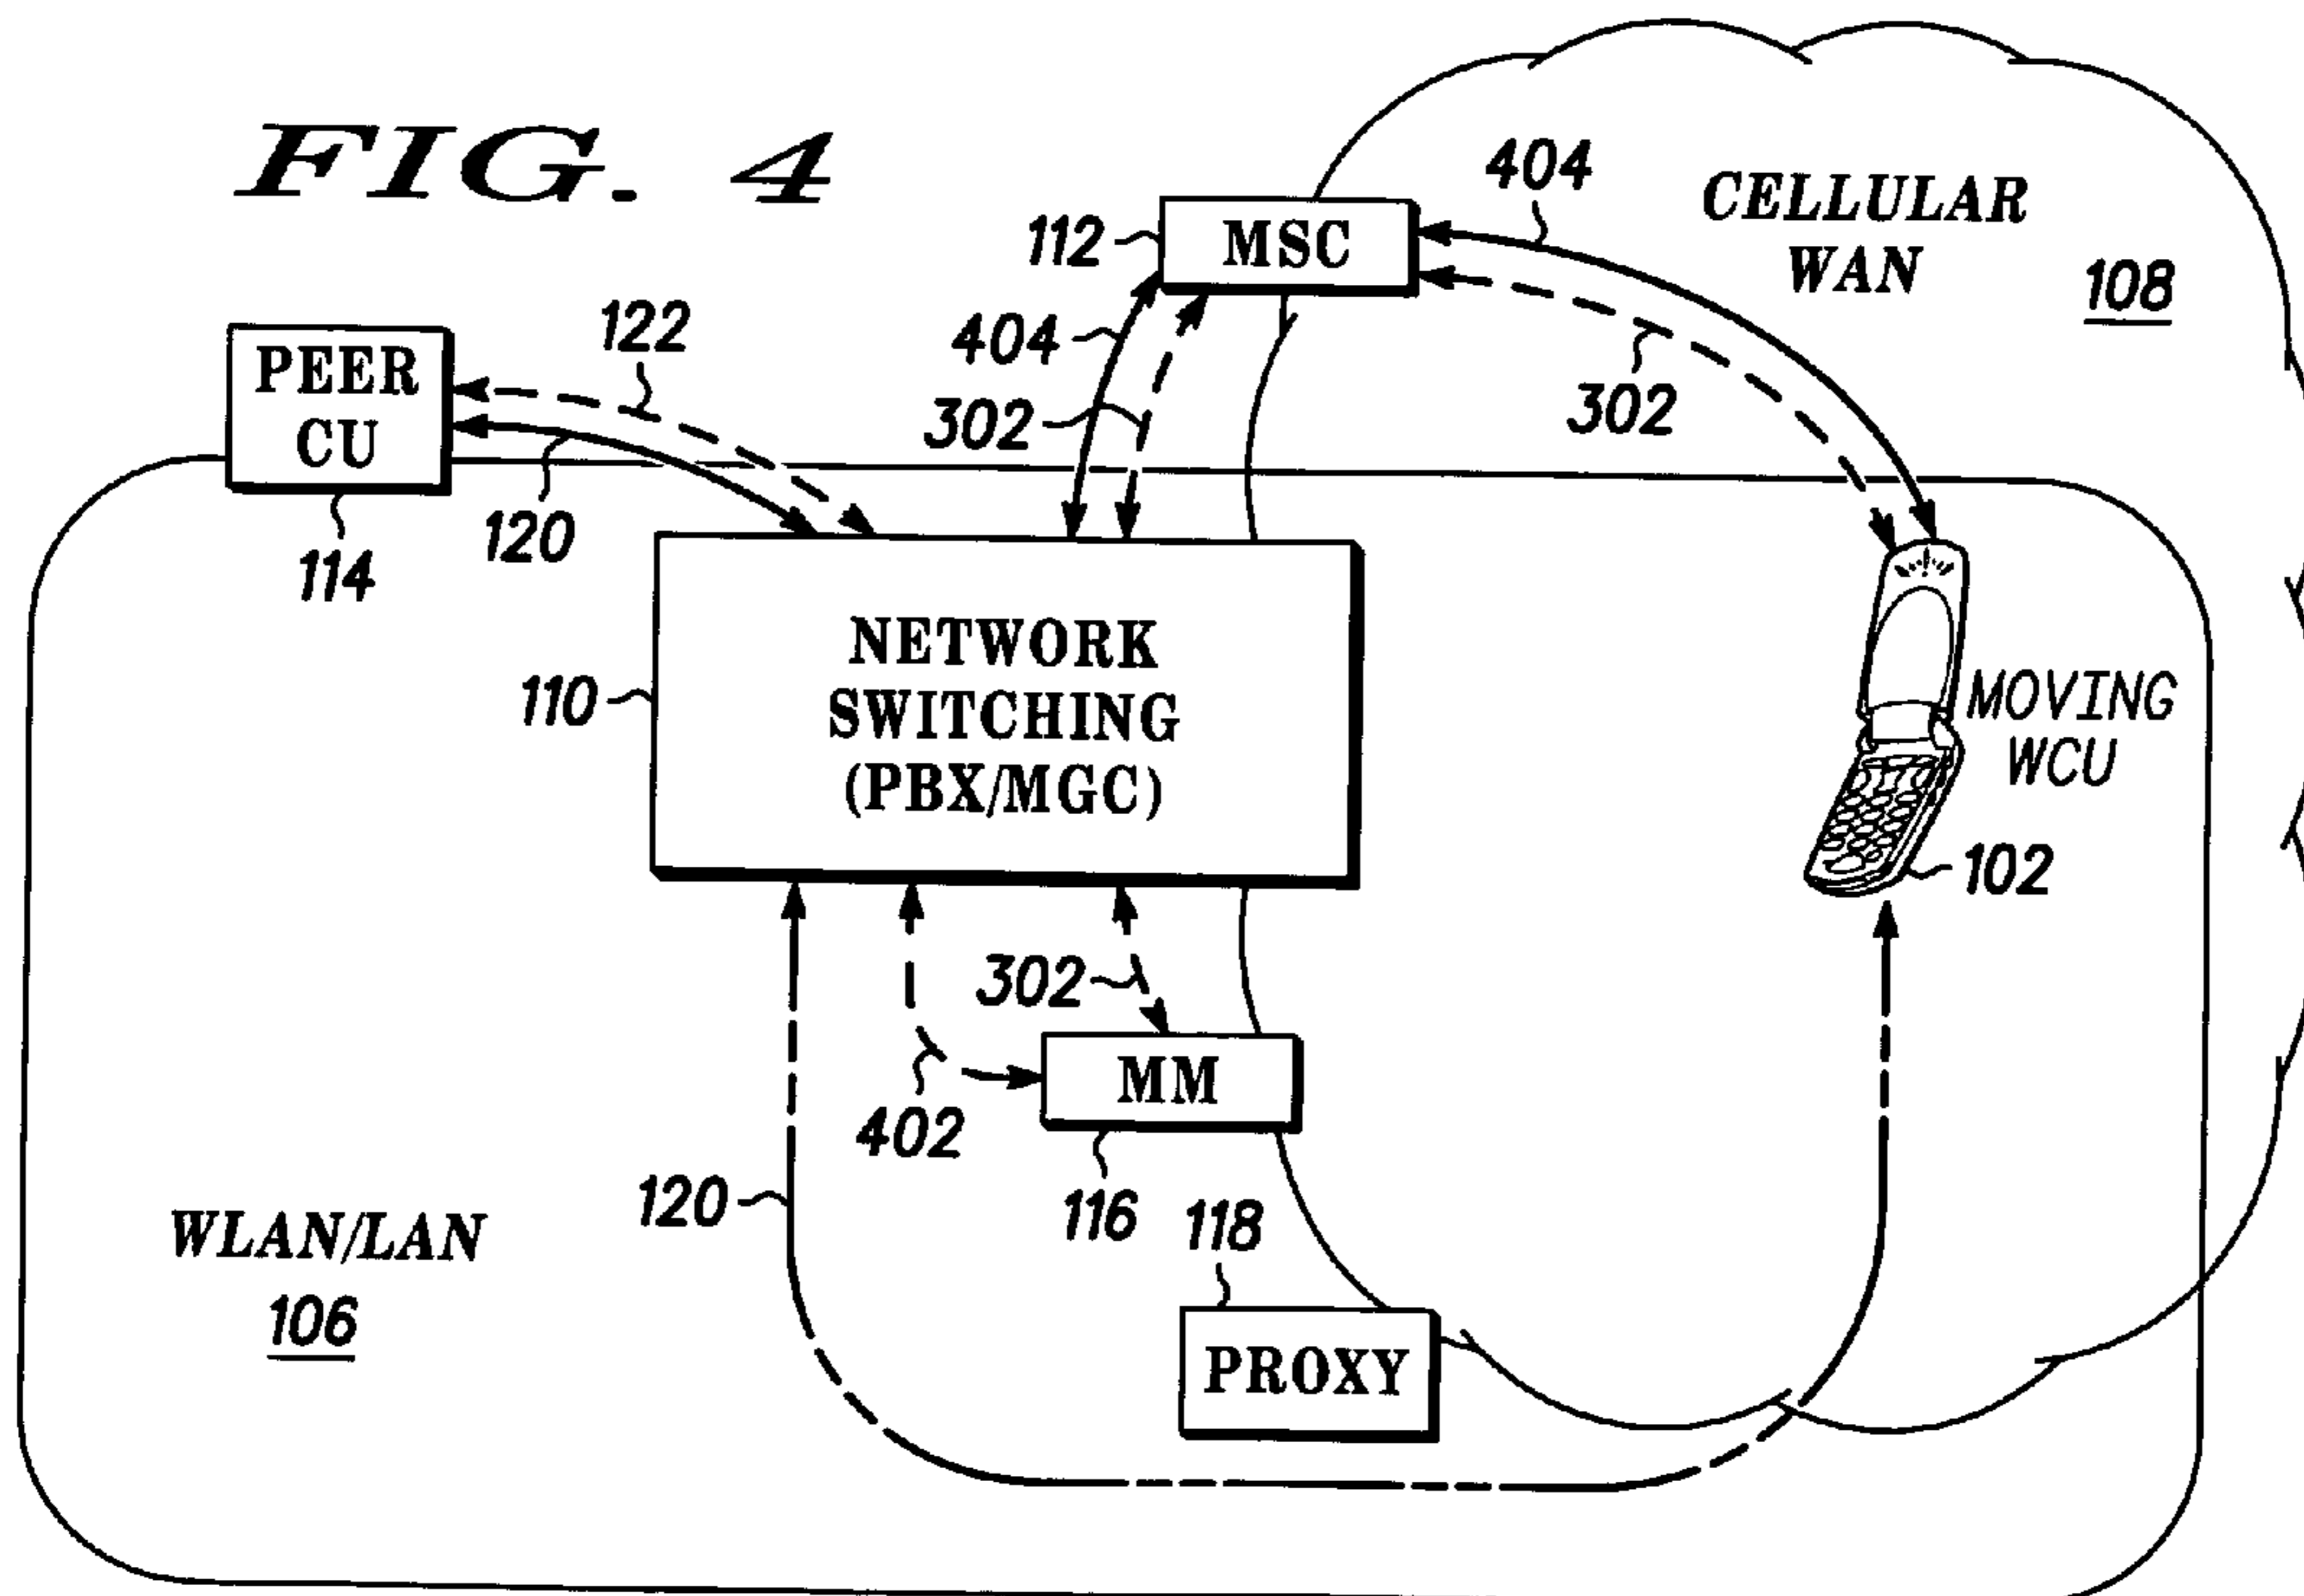 FIG. 4
404
CELLULAR
WAN
108
112
MSC
122
404
302
302
PEER
CU
120
114
NETWORK
SWITCHING
(PBX/MGC)
110
MOVING
WCU
102
302
MM
402
116
120
118
WLAN/LAN
106
PROXY